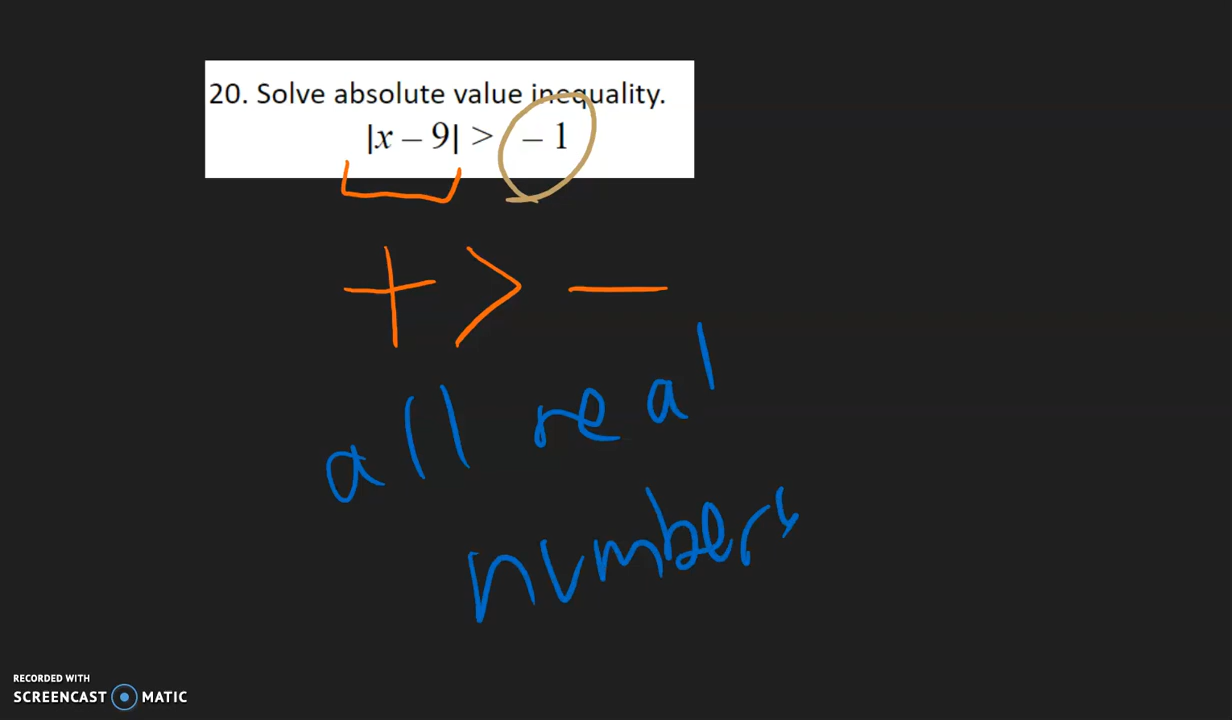 20. Solve absolute value inequality.
|x – 9| > – 1
+ > —
all real
numbers
RECORDED WITH
SCREENCAST MATIC